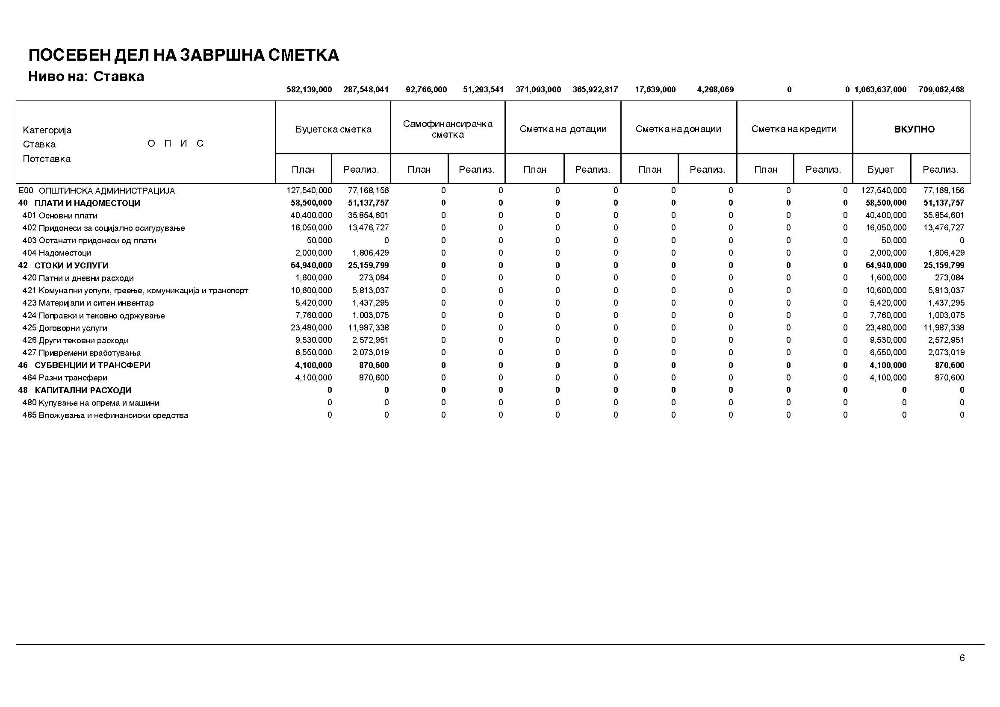 ПОСЕБЕН ДЕЛ НА ЗАВРШНА СМЕТКА
Ниво на: Ставка
582,139,000 287,548,041 92,766,000 51,293,541 371,093,000 365,922,817 17,639,000 4,298,069 0 0 1,063,637,000 709,062,468
Категорија
Ставка О П И С
Потставка
Буџетска сметка Самофинансирачка сметка Сметка на дотации Сметка на донации Сметка на кредити ВКУПНО
План Реализ. План Реализ. План Реализ. План Реализ. План Реализ. Буџет Реализ.
Е00 ОПШТИНСКА АДМИНИСТРАЦИЈА 127,540,000 77,168,156 0 0 0 0 0 0 0 0 127,540,000 77,168,156
40 ПЛАТИ И НАДОМЕСТОЦИ 58,500,000 51,137,757 0 0 0 0 0 0 0 0 58,500,000 51,137,757
401 Основни плати 40,400,000 35,854,601 0 0 0 0 0 0 0 0 40,400,000 35,854,601
402 Придонеси за социјално осигурување 16,050,000 13,476,727 0 0 0 0 0 0 0 0 16,050,000 13,476,727
403 Останати придонеси од плати 50,000 0 0 0 0 0 0 0 0 0 50,000 0
404 Надоместоци 2,000,000 1,806,429 0 0 0 0 0 0 0 0 2,000,000 1,806,429
42 СТОКИ И УСЛУГИ 64,940,000 25,159,799 0 0 0 0 0 0 0 0 64,940,000 25,159,799
420 Патни и дневни расходи 1,600,000 273,084 0 0 0 0 0 0 0 0 1,600,000 273,084
421 Комунални услуги, греење, комуникација и транспорт 10,600,000 5,813,037 0 0 0 0 0 0 0 0 10,600,000 5,813,037
423 Материјали и ситен инвентар 5,420,000 1,437,295 0 0 0 0 0 0 0 0 5,420,000 1,437,295
424 Поправки и тековно одржување 7,760,000 1,003,075 0 0 0 0 0 0 0 0 7,760,000 1,003,075
425 Договорни услуги 23,480,000 11,987,338 0 0 0 0 0 0 0 0 23,480,000 11,987,338
426 Други тековни расходи 9,530,000 2,572,951 0 0 0 0 0 0 0 0 9,530,000 2,572,951
427 Привремени вработувања 6,550,000 2,073,019 0 0 0 0 0 0 0 0 6,550,000 2,073,019
46 СУБВЕНЦИИ И ТРАНСФЕРИ 4,100,000 870,600 0 0 0 0 0 0 0 0 4,100,000 870,600
464 Разни трансфери 4,100,000 870,600 0 0 0 0 0 0 0 0 4,100,000 870,600
48 КАПИТАЛНИ РАСХОДИ 0 0 0 0 0 0 0 0 0 0 0 0
480 Купување на опрема и машини 0 0 0 0 0 0 0 0 0 0 0 0
485 Вложувања и нефинансиски средства 0 0 0 0 0 0 0 0 0 0 0 0
6